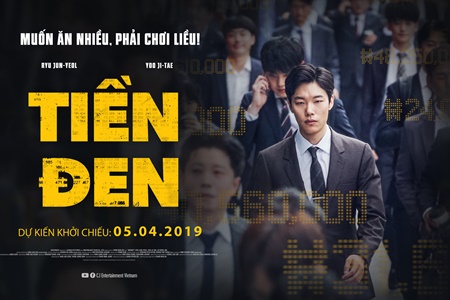 MUỐN ĂN NHIỀU, PHẢI CHƠI LIỀU!
RYU JUN-YEOL YOO JI-TAE
TIỀN
ĐEN
DỰ KIẾN KHỞI CHIẾU: 05.04.2019
CJ Entertainment Vietnam